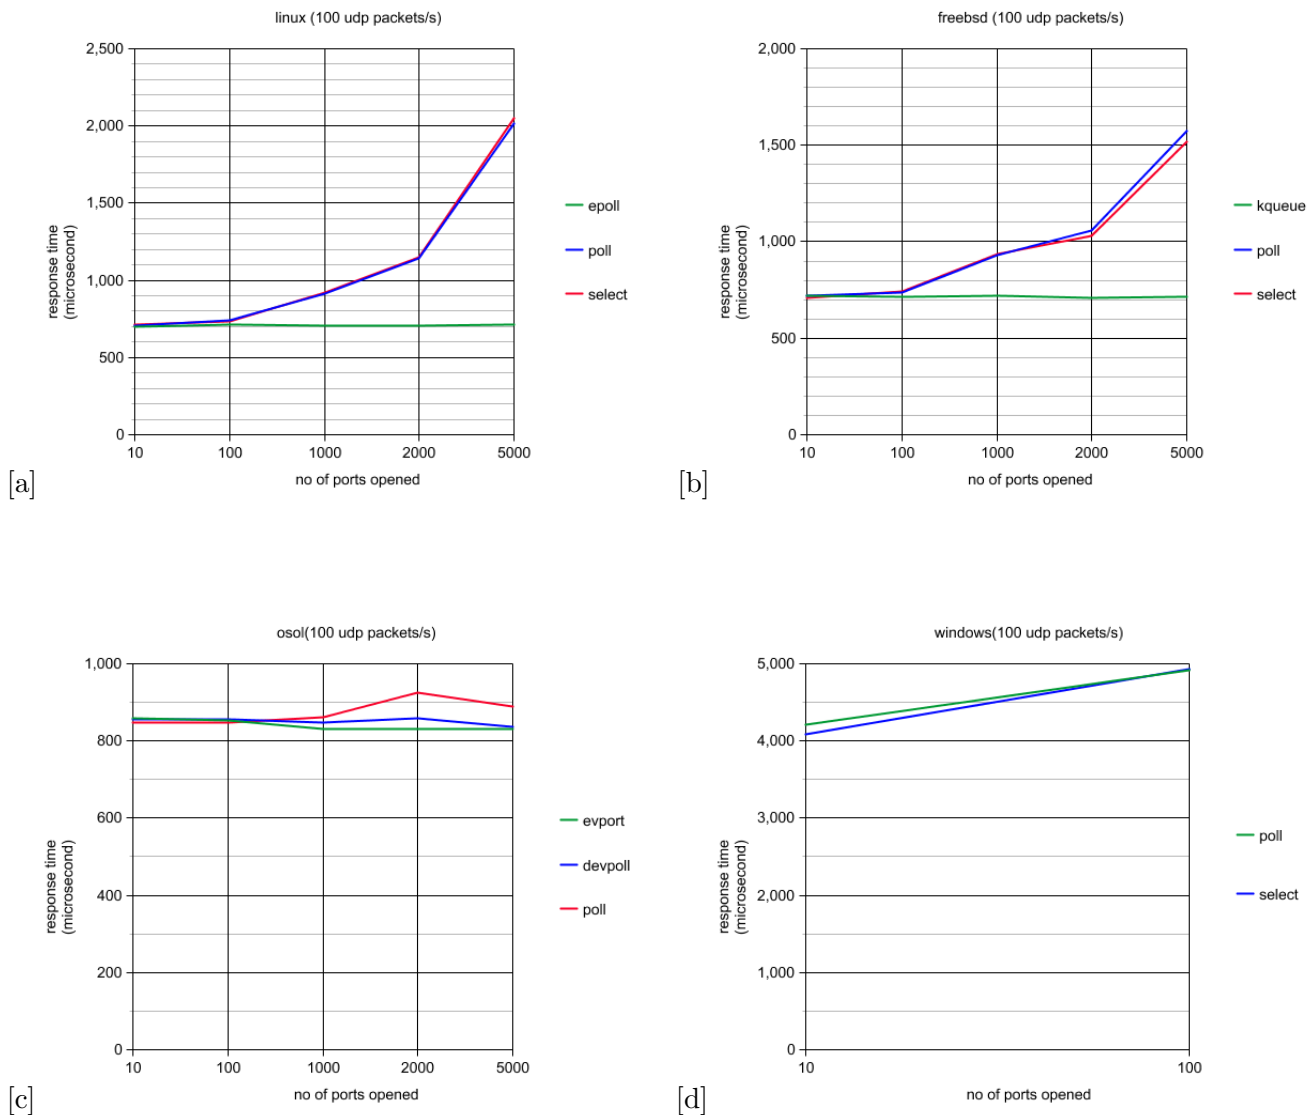 linux (100 udp packets/s)
2,500
2,000
1,500
1,000
500
0
10 100 1000 2000 5000
response time
(microsecond)
no of ports opened
epoll
poll
select
[a]
freebsd (100 udp packets/s)
2,000
1,500
1,000
500
0
10 100 1000 2000 5000
response time
(microsecond)
no of ports opened
kqueue
poll
select
[b]
osol(100 udp packets/s)
1,000
800
600
400
200
0
10 100 1000 2000 5000
response time
(microsecond)
no of ports opened
evport
devpoll
poll
[c]
windows(100 udp packets/s)
5,000
4,000
3,000
2,000
1,000
0
10 100
response time
(microsecond)
no of ports opened
poll
select
[d]